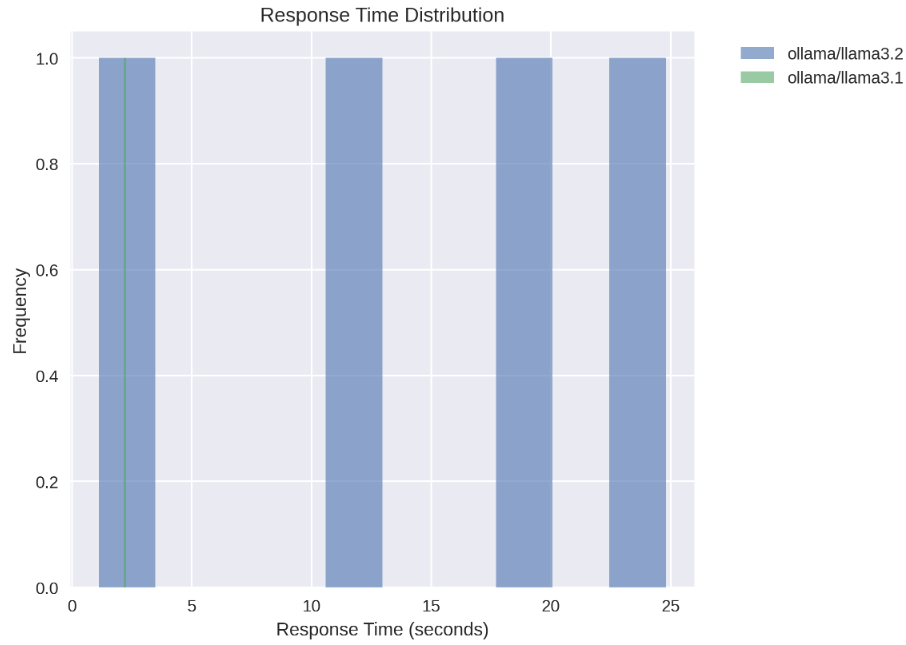 Response Time Distribution
ollama/llama3.2
ollama/llama3.1
1.0
0.8
0.6
0.4
0.2
0.0
Frequency
0 5 10 15 20 25
Response Time (seconds)